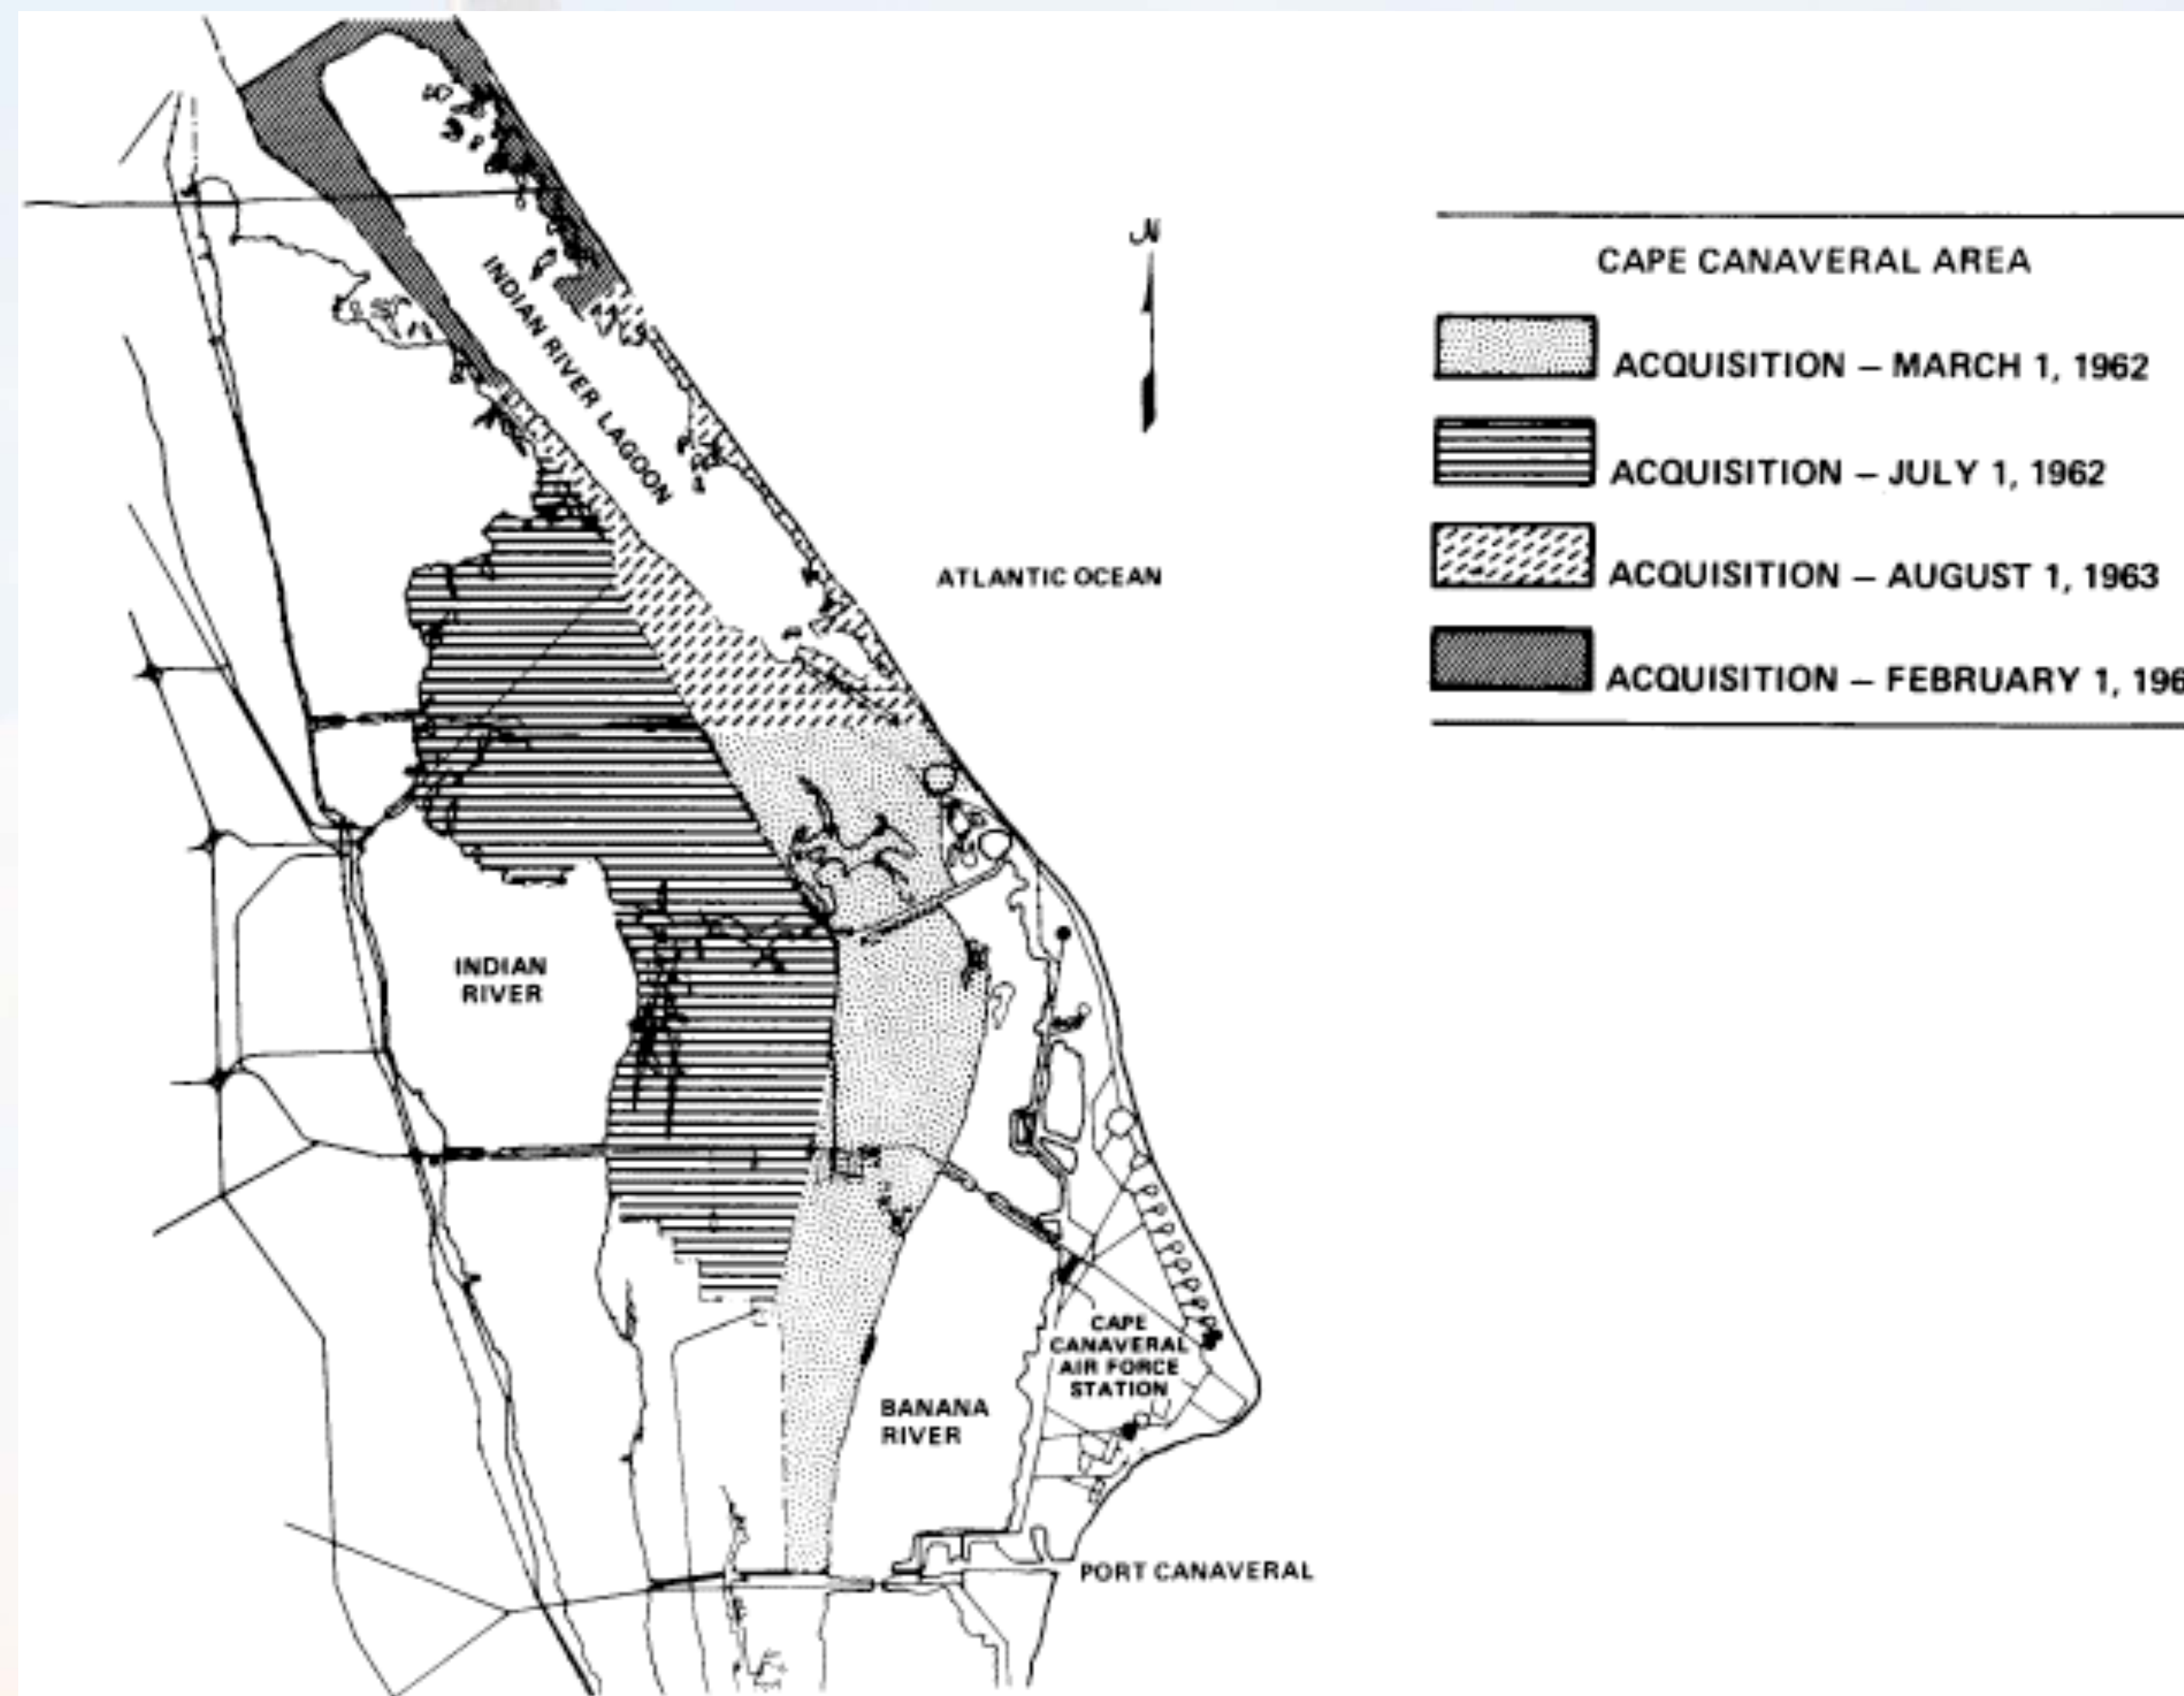 N
CAPE CANAVERAL AREA
ACQUISITION – MARCH 1, 1962
ACQUISITION – JULY 1, 1962
ACQUISITION – AUGUST 1, 1963
ACQUISITION – FEBRUARY 1, 196
INDIAN RIVER LAGOON
ATLANTIC OCEAN
INDIAN
RIVER
CAPE
CANAVERAL
AIR FORCE
STATION
BANANA
RIVER
PORT CANAVERAL